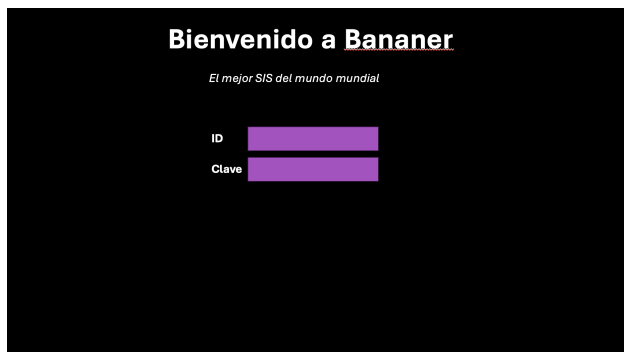 Bienvenido a Bananer
El mejor SIS del mundo mundial
ID
Clave